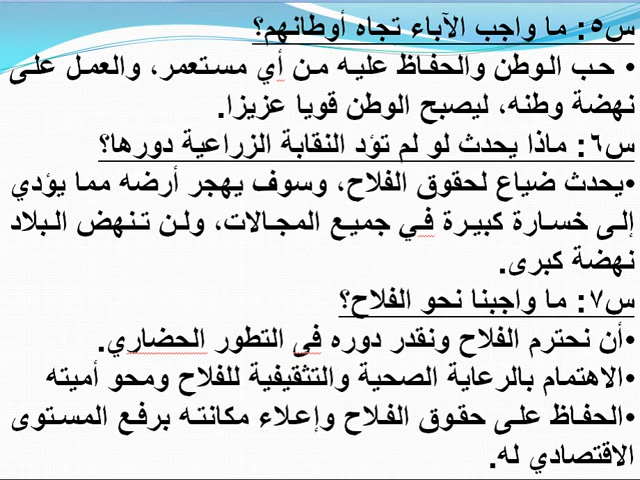 س٥: ما واجب الآباء تجاه أوطانهم؟
• حب الوطن والحفاظ عليه من أي مستعمر، والعمل على
نهضة وطنه، ليصبح الوطن قويا عزيزا.
س٦: ماذا يحدث لو لم تؤد النقابة الزراعية دورها؟
•يحدث ضياع لحقوق الفلاح، وسوف يهجر أرضه مما يؤدي
إلى خسارة كبيرة في جميع المجالات، ولن تنهض البلاد
نهضة كبرى.
س٧: ما واجبنا نحو الفلاح؟
•أن نحترم الفلاح ونقدر دوره فى التطور الحضاري.
•الاهتمام بالرعاية الصحية والتثقيفية للفلاح ومحو أميته
•الحفاظ على حقوق الفلاح وإعلاء مكانته برفع المستوى
الاقتصادي له.